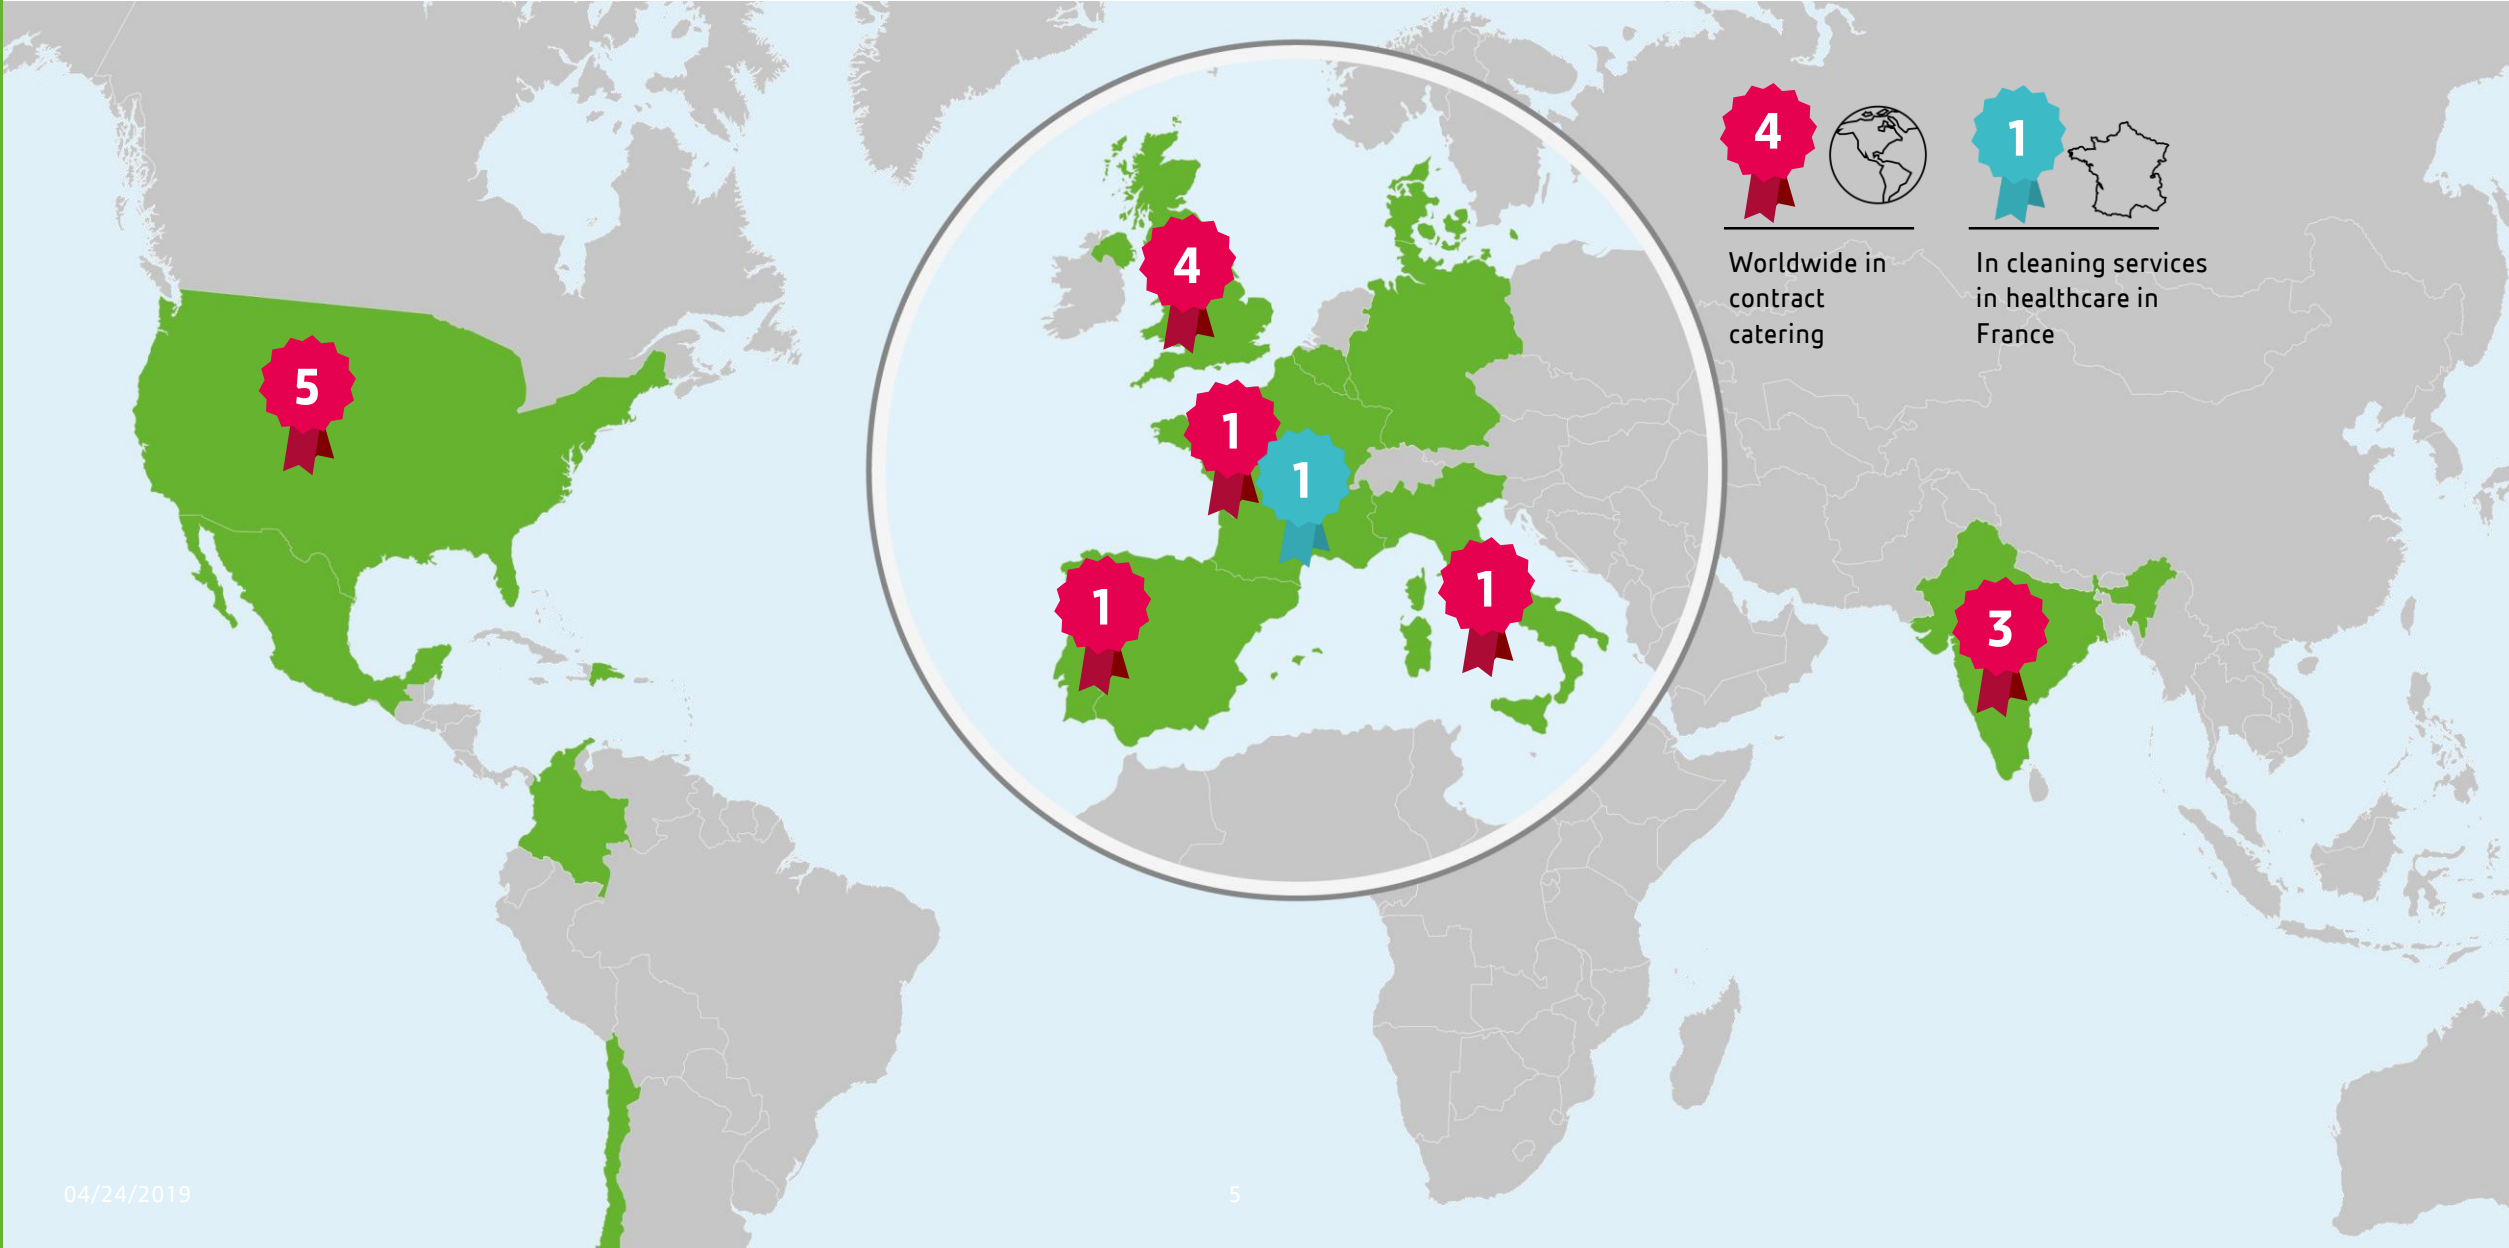 4
1
Worldwide in
contract
catering
In cleaning services
in healthcare in
France
4
5
1
1
1
1
3
04/24/2019
5